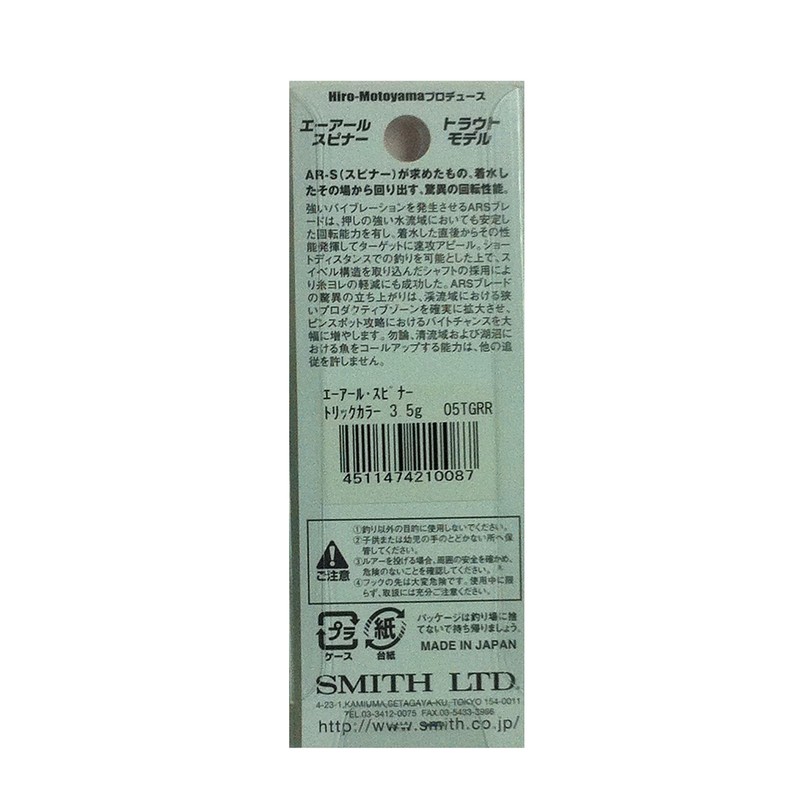 Hiro-Motoyamaプロデュース
エーアール トラウト
スピナー モデル
AR-S(スピナー)が求めたもの、着水し
たその場から回り出す、驚異の回転性能。
強いバイブレーションを発生させるARSブレ
ードは、押しの強い水流域においても安定し
た回転能力を有し、着水した直後からその性
能発揮してターゲットに速攻アピール。ショー
トディスタンスでの釣りを可能とした上で、ス
イベル構造を取り込んだシャフトの採用によ
り糸ヨレの軽減にも成功した。ARSブレード
の驚異の立ち上がりは、渓流域における狭
いプロダクティブゾーンを確実に拡大させ、
ピンスポット攻略におけるバイトチャンスを大
幅に増やします。勿論、清流域および湖沼に
おける魚をコールアップする能力は、他の追
従を許しません。
エーアール・スピナー
トリックカラー 3.5g 05TGRR
4511474210087
①釣り以外の目的に使用しないでください。
②子供または幼児の手のとどかない所へ保
管してください。
③ルアーを投げる場合、周囲の安全を確かめ、
危険のないことを確認してください。
④フックの先は大変危険です。使用中に限
らず、取扱には充分ご注意ください。
ご注意
プラ 紙
ケース 台紙
パッケージは釣り場に捨
てないで持ち帰りましょう。
MADE IN JAPAN
SMITH LTD.
4-23-1,KAMIUMA,SETAGAYA-KU, TOKYO 154-0011
TEL.03-3412-0075 FAX.03-5433-3966
http://www.smith.co.jp/